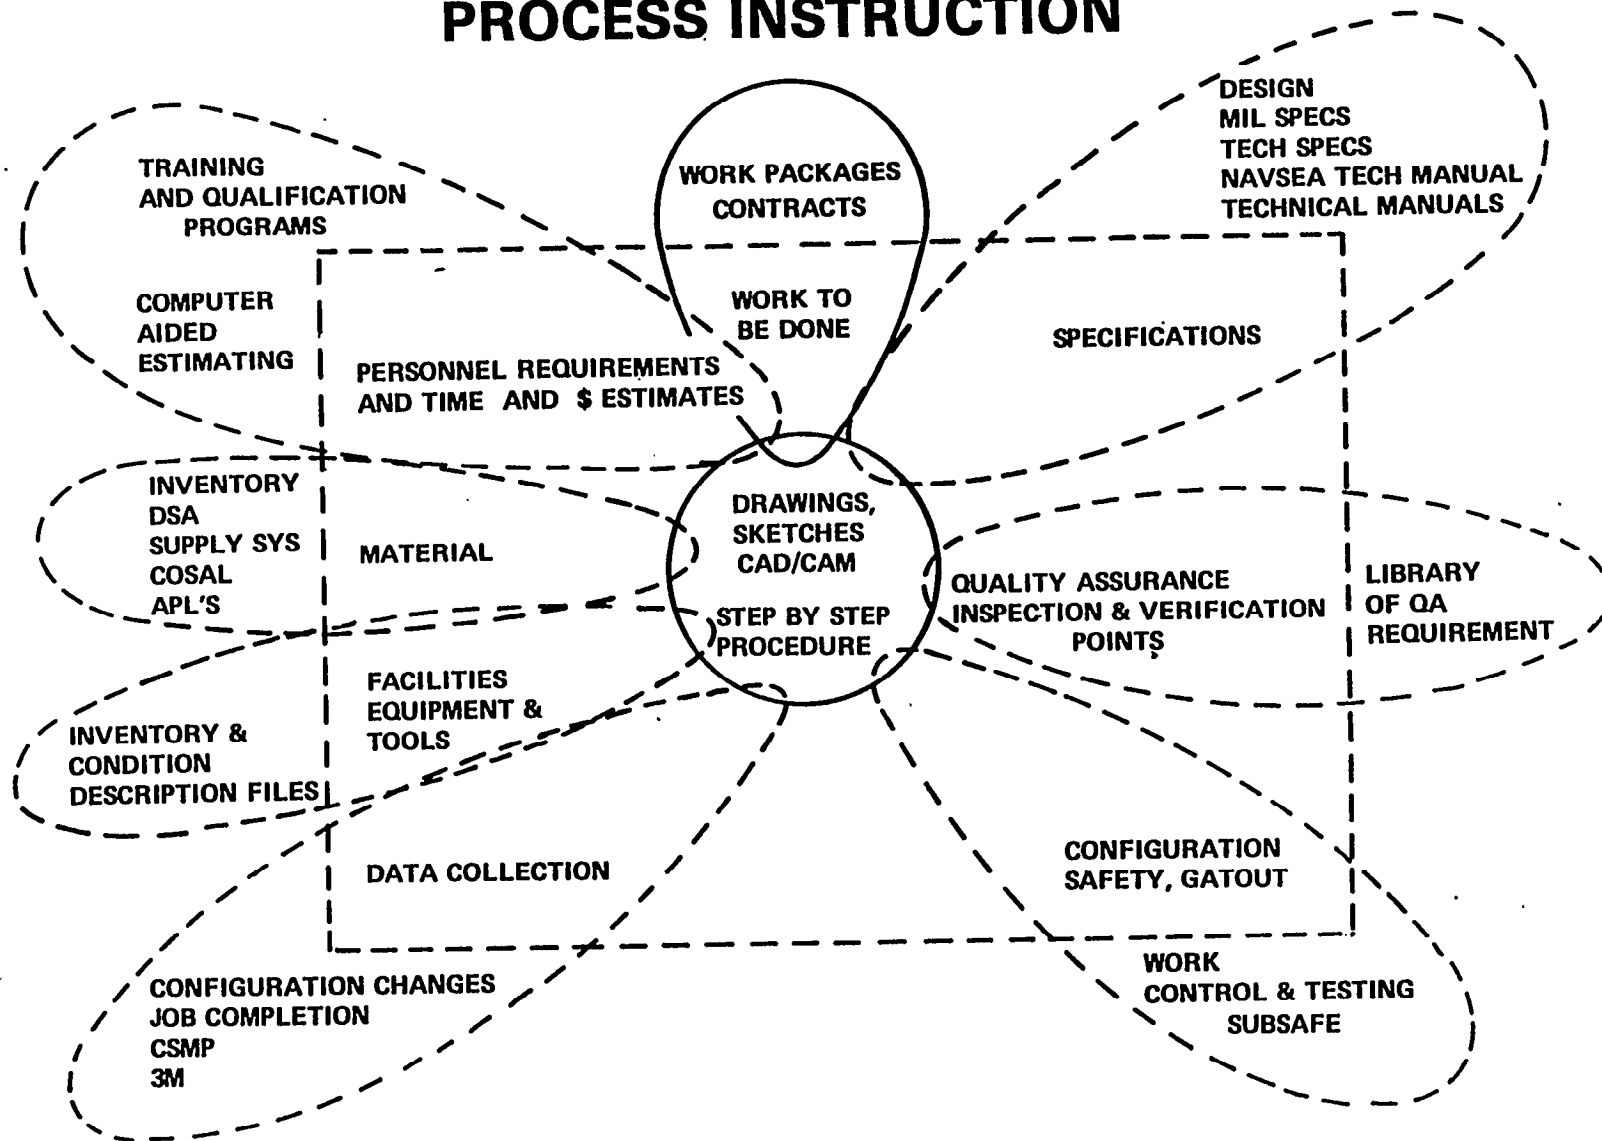 PROCESS INSTRUCTION
WORK PACKAGES
CONTRACTS
WORK TO
BE DONE
TRAINING
AND QUALIFICATION
PROGRAMS
COMPUTER
AIDED
ESTIMATING
PERSONNEL REQUIREMENTS
AND TIME AND $ ESTIMATES
DESIGN
MIL SPECS
TECH SPECS
NAVSEA TECH MANUAL
TECHNICAL MANUALS
SPECIFICATIONS
INVENTORY
DSA
SUPPLY SYS
COSAL
APL'S
MATERIAL
DRAWINGS,
SKETCHES
CAD/CAM
STEP BY STEP
PROCEDURE
QUALITY ASSURANCE
INSPECTION & VERIFICATION
POINTS
LIBRARY
OF QA
REQUIREMENT
INVENTORY &
CONDITION
DESCRIPTION FILES
FACILITIES
EQUIPMENT &
TOOLS
DATA COLLECTION
CONFIGURATION CHANGES
JOB COMPLETION
CSMP
3M
CONFIGURATION
SAFETY, GATOUT
WORK
CONTROL & TESTING
SUBSAFE